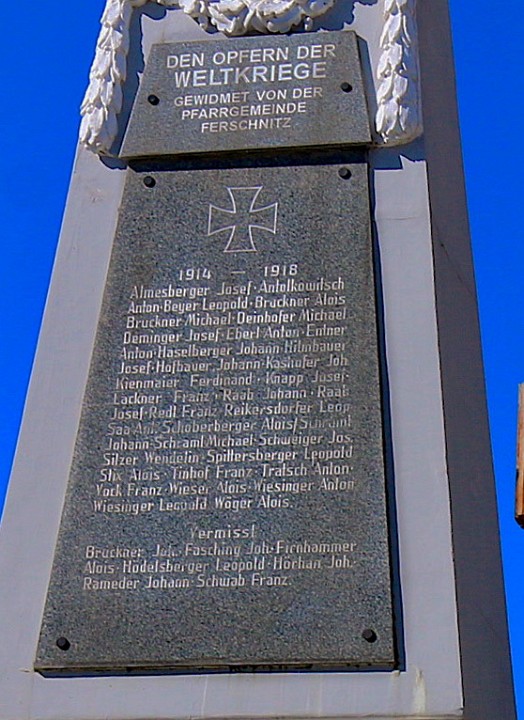 DEN OPFERN DER
WELTKRIEGE
GEWIDMET VON DER
PFARRGEMEINDE
FERSCHNITZ
1914 — 1918
Almesberger Josef · Antolkowitsch
Anton · Beyer Leopold · Bruckner Alois
Bruckner Michael · Deinhofer Michael
Deminger Josef · Eberl Anton · Entner
Anton · Haselberger Johann
Josef · Hofbauer Johann · Kashofer Joh.
Kienmaier Ferdinand · Knapp Josef
Lackner Franz · Raab Johann · Raab
Josef · Redl Franz · Reikersdorfer Leop.
Schoberberger Alois · Schraml
Johann · Schraml Michael · Schweiger Jos.
Silzer Wendelin · Spillersberger Leopold
Stix Alois · Tinhof Franz · Tratsch Anton ·
Vock Franz · Wieser Alois · Wiesinger Anton
Wiesinger Leopold · Wöger Alois.
Vermisst
Bruckner Joh. · Fasching Joh. · Firnhammer
Alois · Hödelsberger Leopold · Hörhan Joh.
Rameder Johann · Schwab Franz.